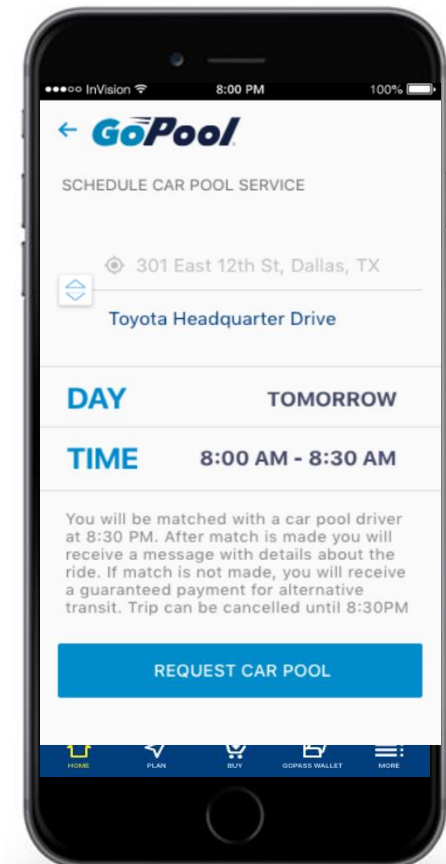 InVision 8:00 PM 100%
GoPool
SCHEDULE CAR POOL SERVICE
301 East 12th St, Dallas, TX
Toyota Headquarter Drive
DAY TOMORROW
TIME 8:00 AM - 8:30 AM
You will be matched with a car pool driver
at 8:30 PM. After match is made you will
receive a message with details about the
ride. If match is not made, you will receive
a guaranteed payment for alternative
transit. Trip can be cancelled until 8:30PM
REQUEST CAR POOL
HOME PLAN BUY GOPASS WALLET MORE